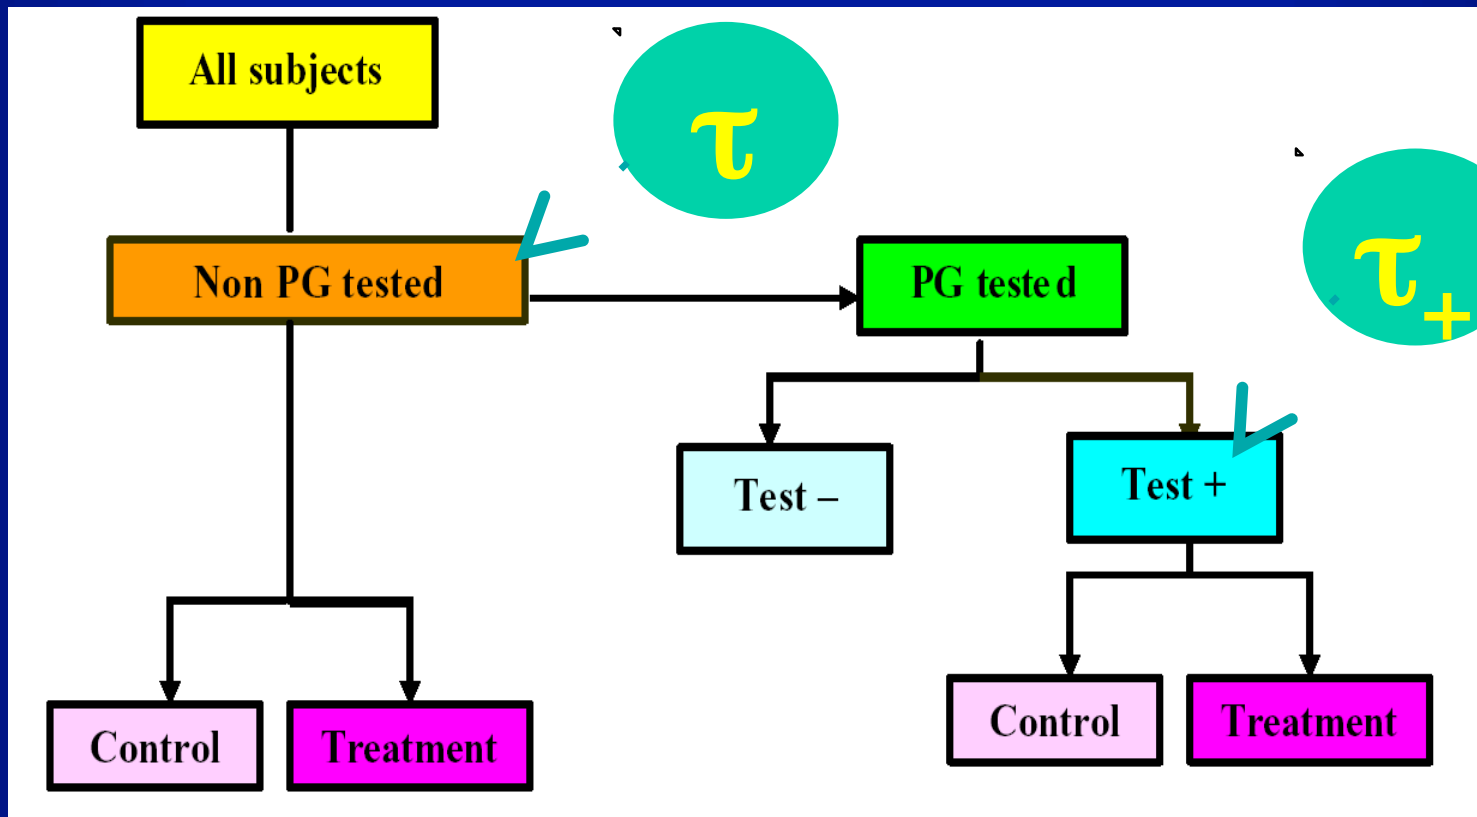 All subjects
τ
Non PG tested
PG tested
τ+
Test –
Test +
Control
Treatment
Control
Treatment